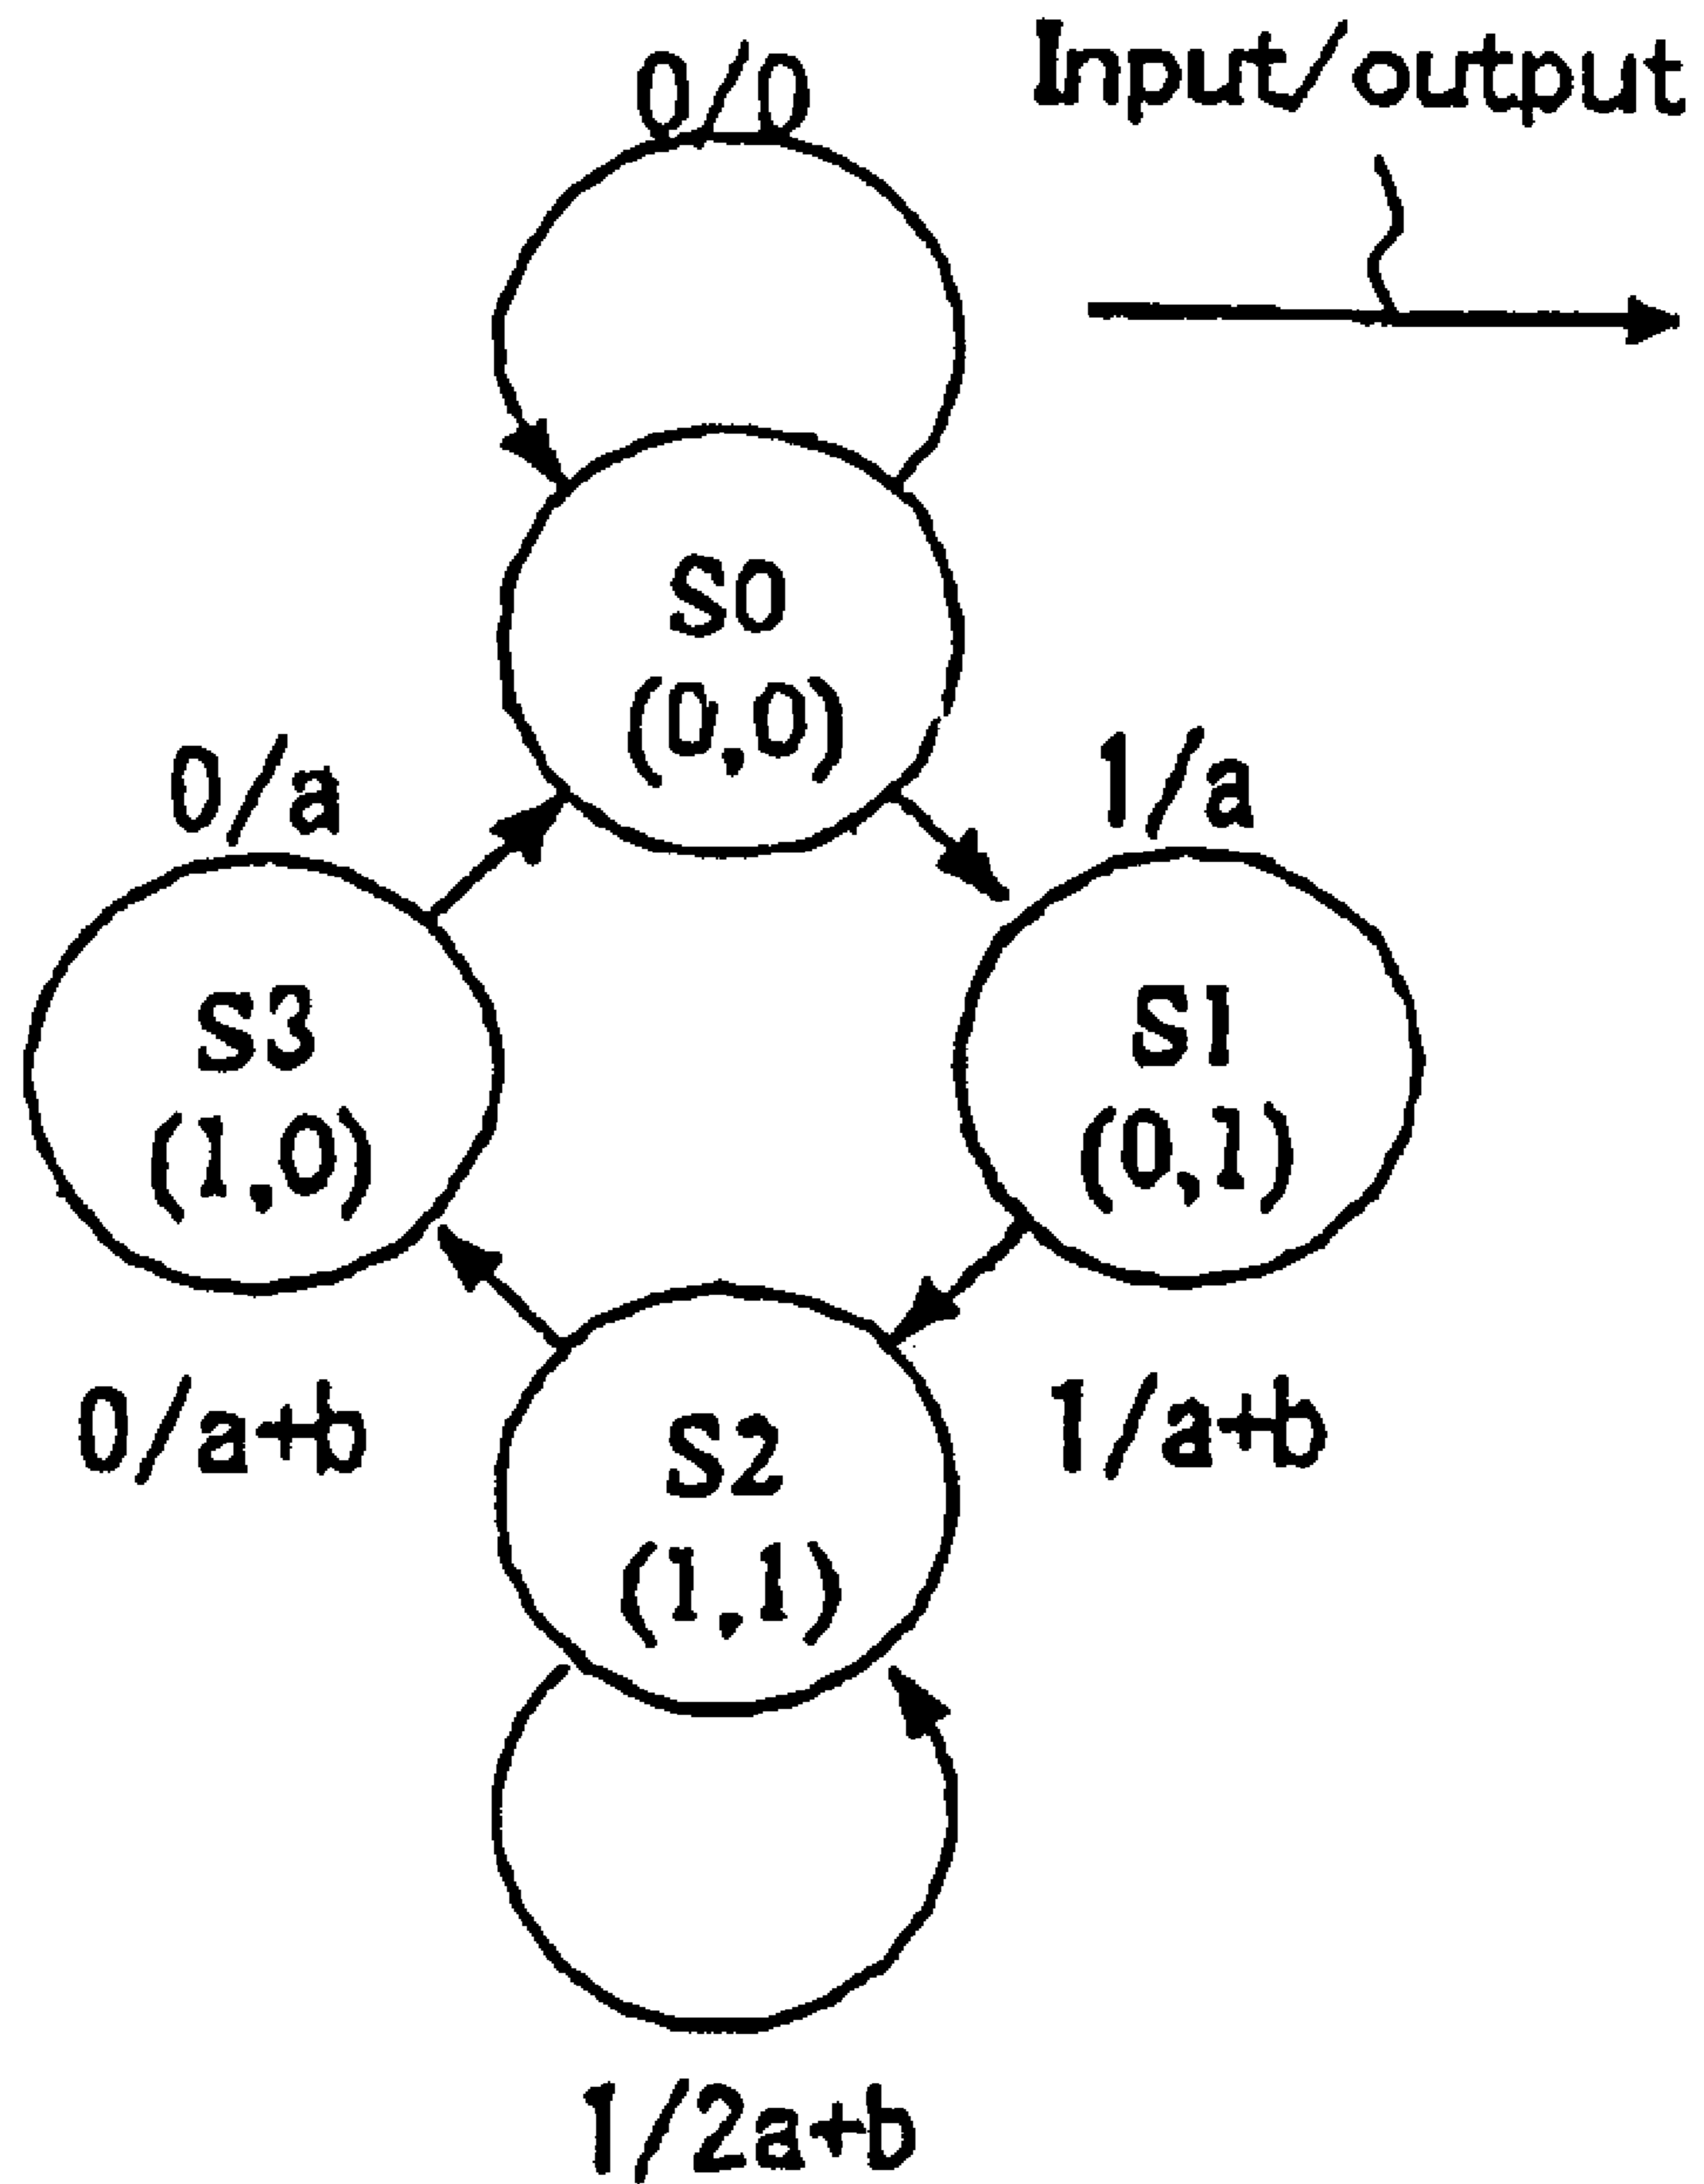 0/0
Input/output
S0
(0,0)
0/a
1/a
S3
(1,0)
S1
(0,1)
0/a+b
1/a+b
S2
(1,1)
1/2a+b